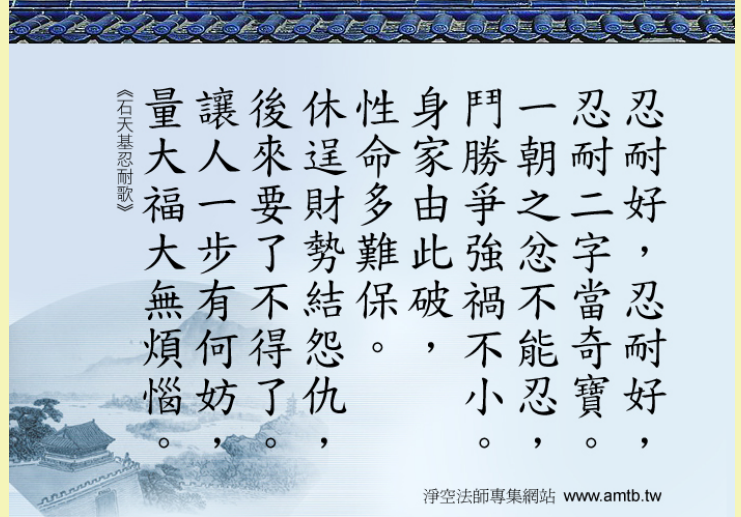 忍耐好，忍耐好，
忍耐二字當奇寶。
一朝之忿不能忍，
鬥勝爭強禍不小。
身家由此破，
性命多難保。
休逞財勢結怨仇，
後來要了不得了。
讓人一步有何妨，
量大福大無煩惱。
《石天基忍耐歌》
淨空法師專集網站 www.amtb.tw